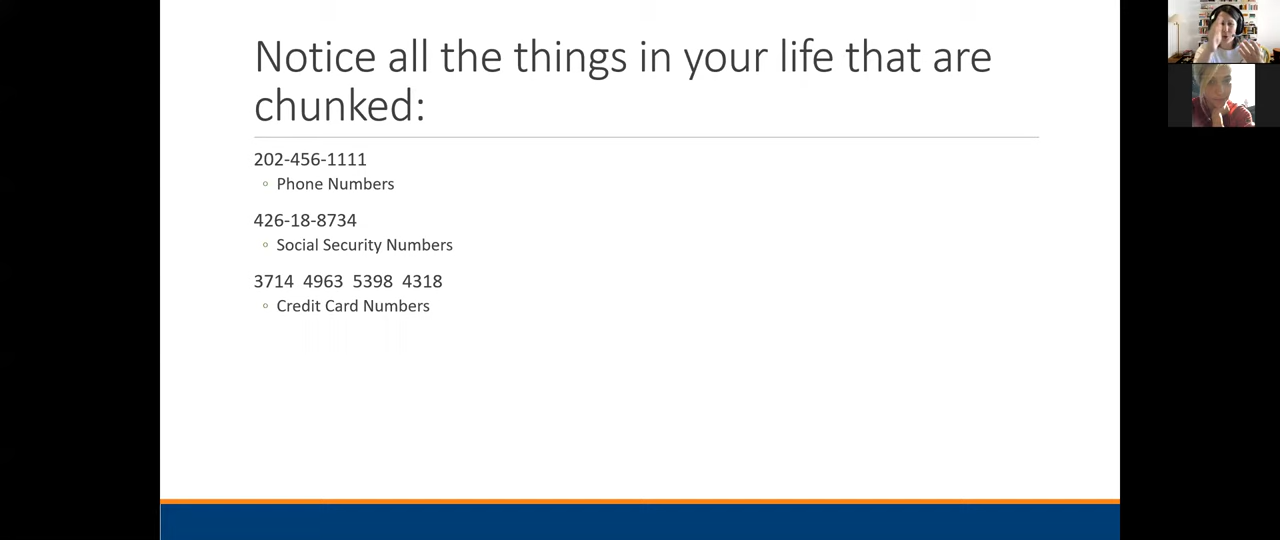 Notice all the things in your life that are
chunked:
202-456-1111
◦ Phone Numbers
426-18-8734
◦ Social Security Numbers
3714 4963 5398 4318
◦ Credit Card Numbers